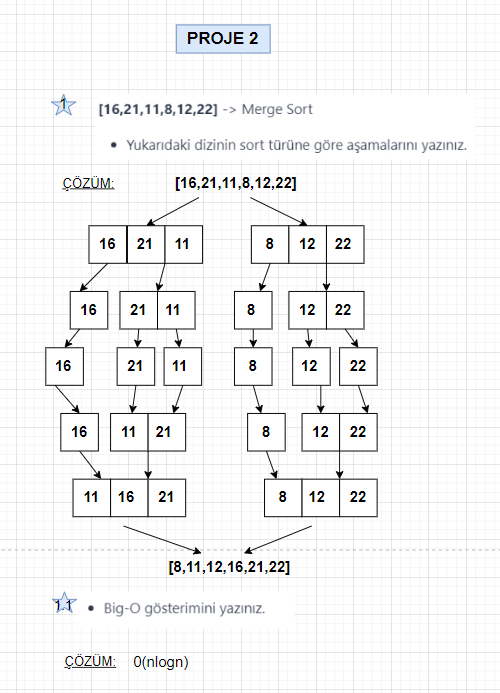 PROJE 2
1
[16,21,11,8,12,22] -> Merge Sort
• Yukarıdaki dizinin sort türüne göre aşamalarını yazınız.
ÇÖZÜM: [16,21,11,8,12,22]
16 21 11 8 12 22
16 21 11 8 12 22
16 21 11 8 12 22
16 11 21 8 12 22
11 16 21 8 12 22
[8,11,12,16,21,22]
1.1
• Big-O gösterimini yazınız.
ÇÖZÜM: 0(nlogn)